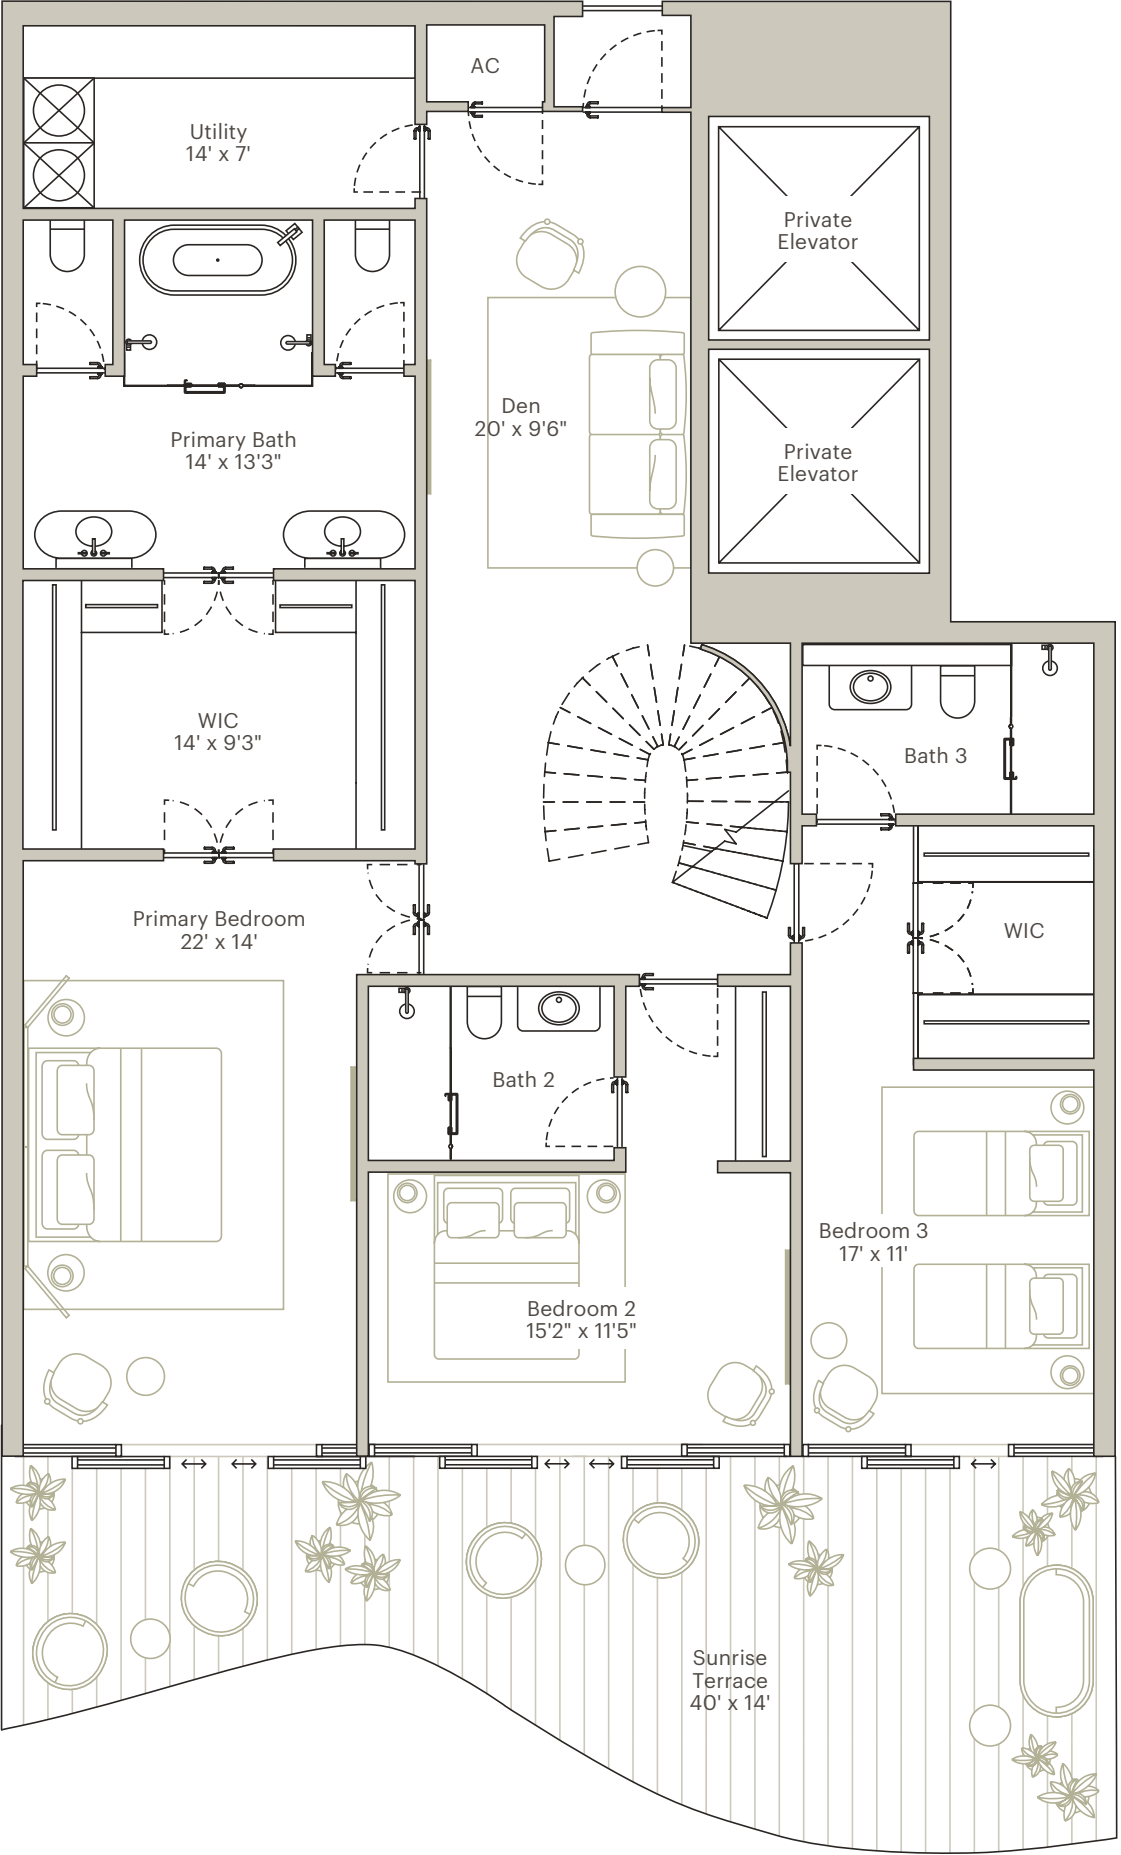 AC
Utility
14' x 7'
Private
Elevator
Den
20' x 9'6"
Primary Bath
14' x 13'3"
Private
Elevator
WIC
14' x 9'3"
Bath 3
Primary Bedroom
22' x 14'
WIC
Bath 2
Bedroom 3
17' x 11'
Bedroom 2
15'2" x 11'5"
Sunrise
Terrace
40' x 14'